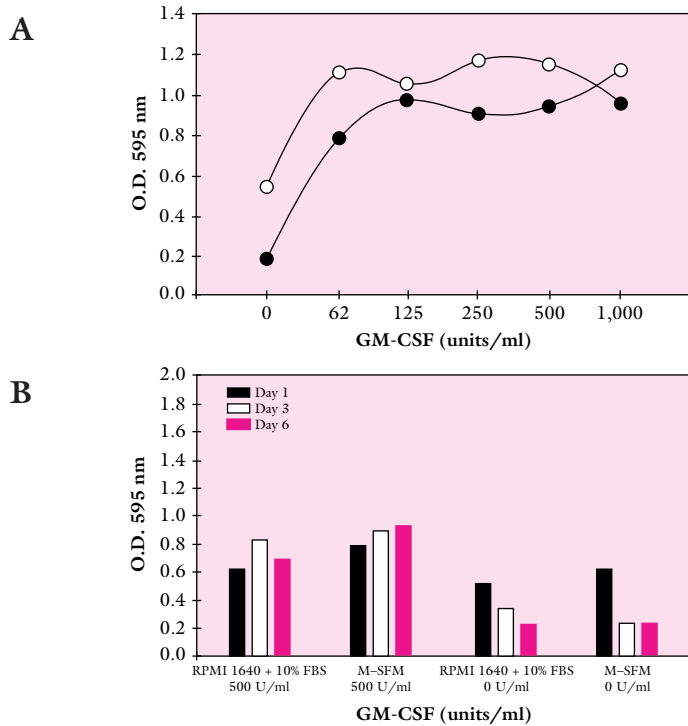 A
1.4
1.2
1.0
0.8
0.6
0.4
0.2
0.0
O.D. 595 nm
0 62 125 250 500 1,000
GM-CSF (units/ml)
B
2.0
1.8
1.6
1.4
1.2
1.0
0.8
0.6
0.4
0.2
0.0
O.D. 595 nm
Day 1
Day 3
Day 6
RPMI 1640 + 10% FBS M–SFM RPMI 1640 + 10% FBS M–SFM
500 U/ml 500 U/ml 0 U/ml 0 U/ml
GM-CSF (units/ml)